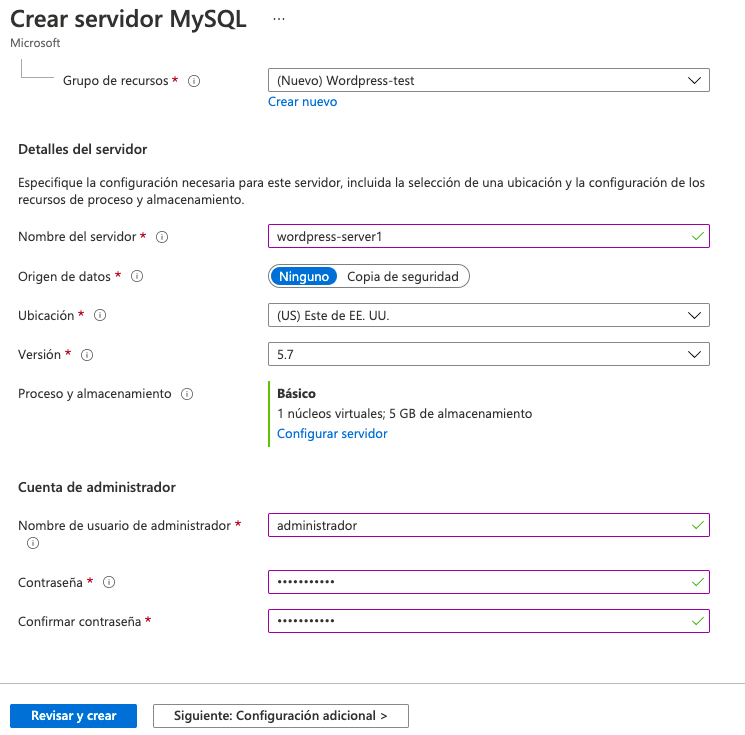 Crear servidor MySQL ...
Microsoft
Grupo de recursos *
(Nuevo) Wordpress-test
Crear nuevo
Detalles del servidor
Especifique la configuración necesaria para este servidor, incluida la selección de una ubicación y la configuración de los
recursos de proceso y almacenamiento.
Nombre del servidor *
wordpress-server1
Origen de datos *
Ninguno Copia de seguridad
Ubicación *
(US) Este de EE. UU.
Versión *
5.7
Proceso y almacenamiento
Básico
1 núcleos virtuales; 5 GB de almacenamiento
Configurar servidor
Cuenta de administrador
Nombre de usuario de administrador *
administrador
Contraseña *
•••••••••••
Confirmar contraseña *
•••••••••••
Revisar y crear
Siguiente: Configuración adicional >